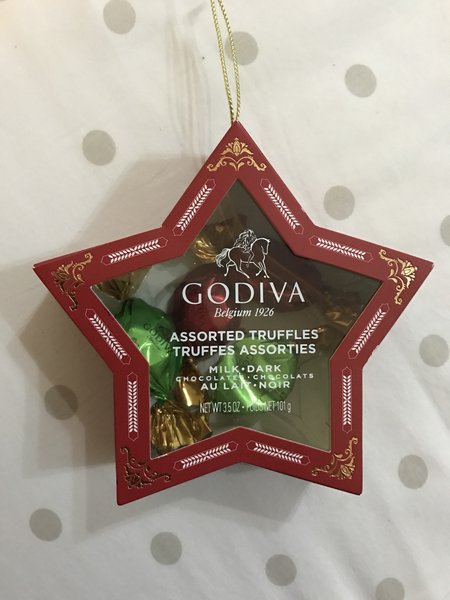 GODIVA
Belgium 1926
ASSORTED TRUFFLES
TRUFFES ASSORTIES
MILK•DARK
CHOCOLATES•CHOCOLATS
AU LAIT•NOIR
NET WT 3.5 OZ • POIDS NET 101 g